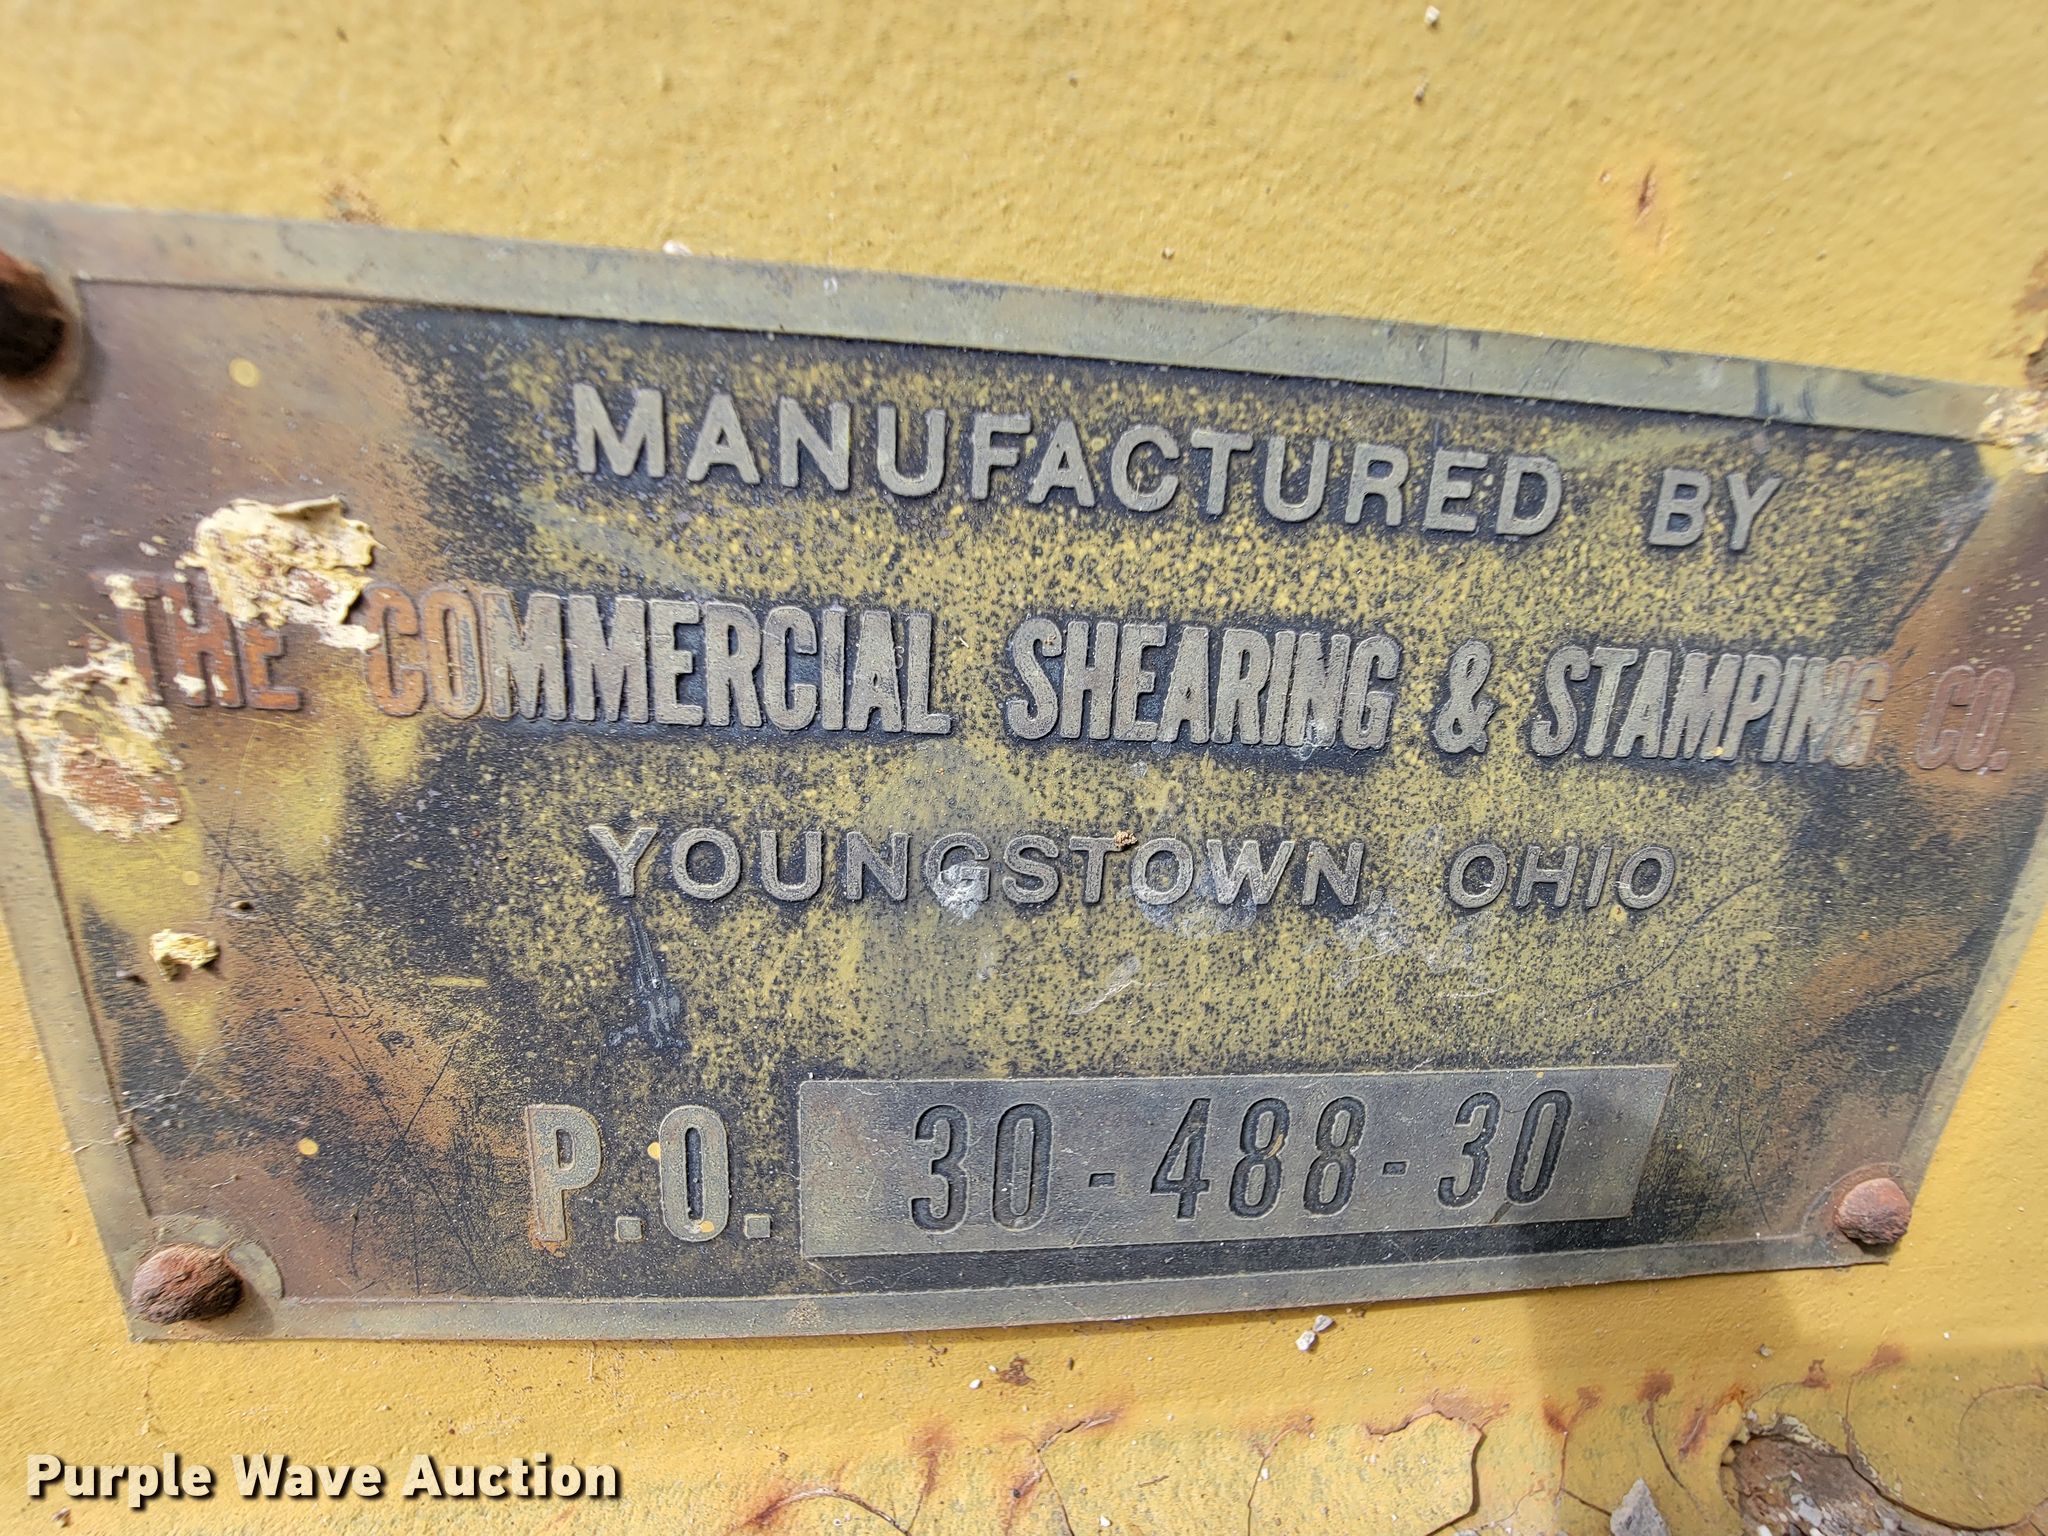 MANUFACTURED BY
THE COMMERCIAL SHEARING & STAMPING CO.
YOUNGSTOWN, OHIO
P.O. 30-488-30
Purple Wave Auction